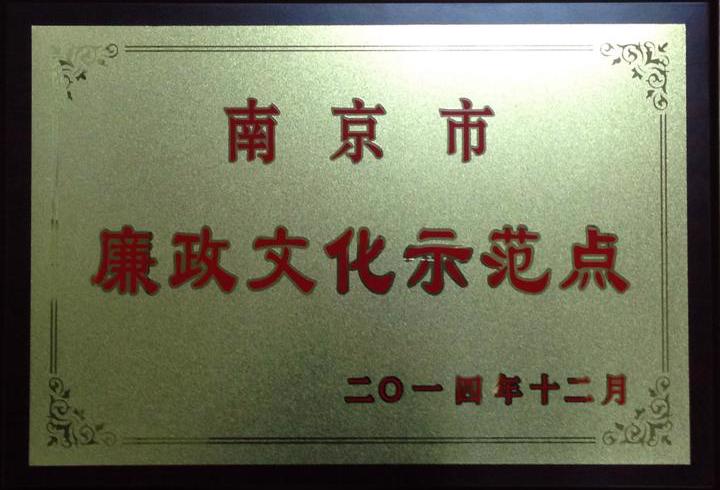 南京市
廉政文化示范点
二〇一四年十二月